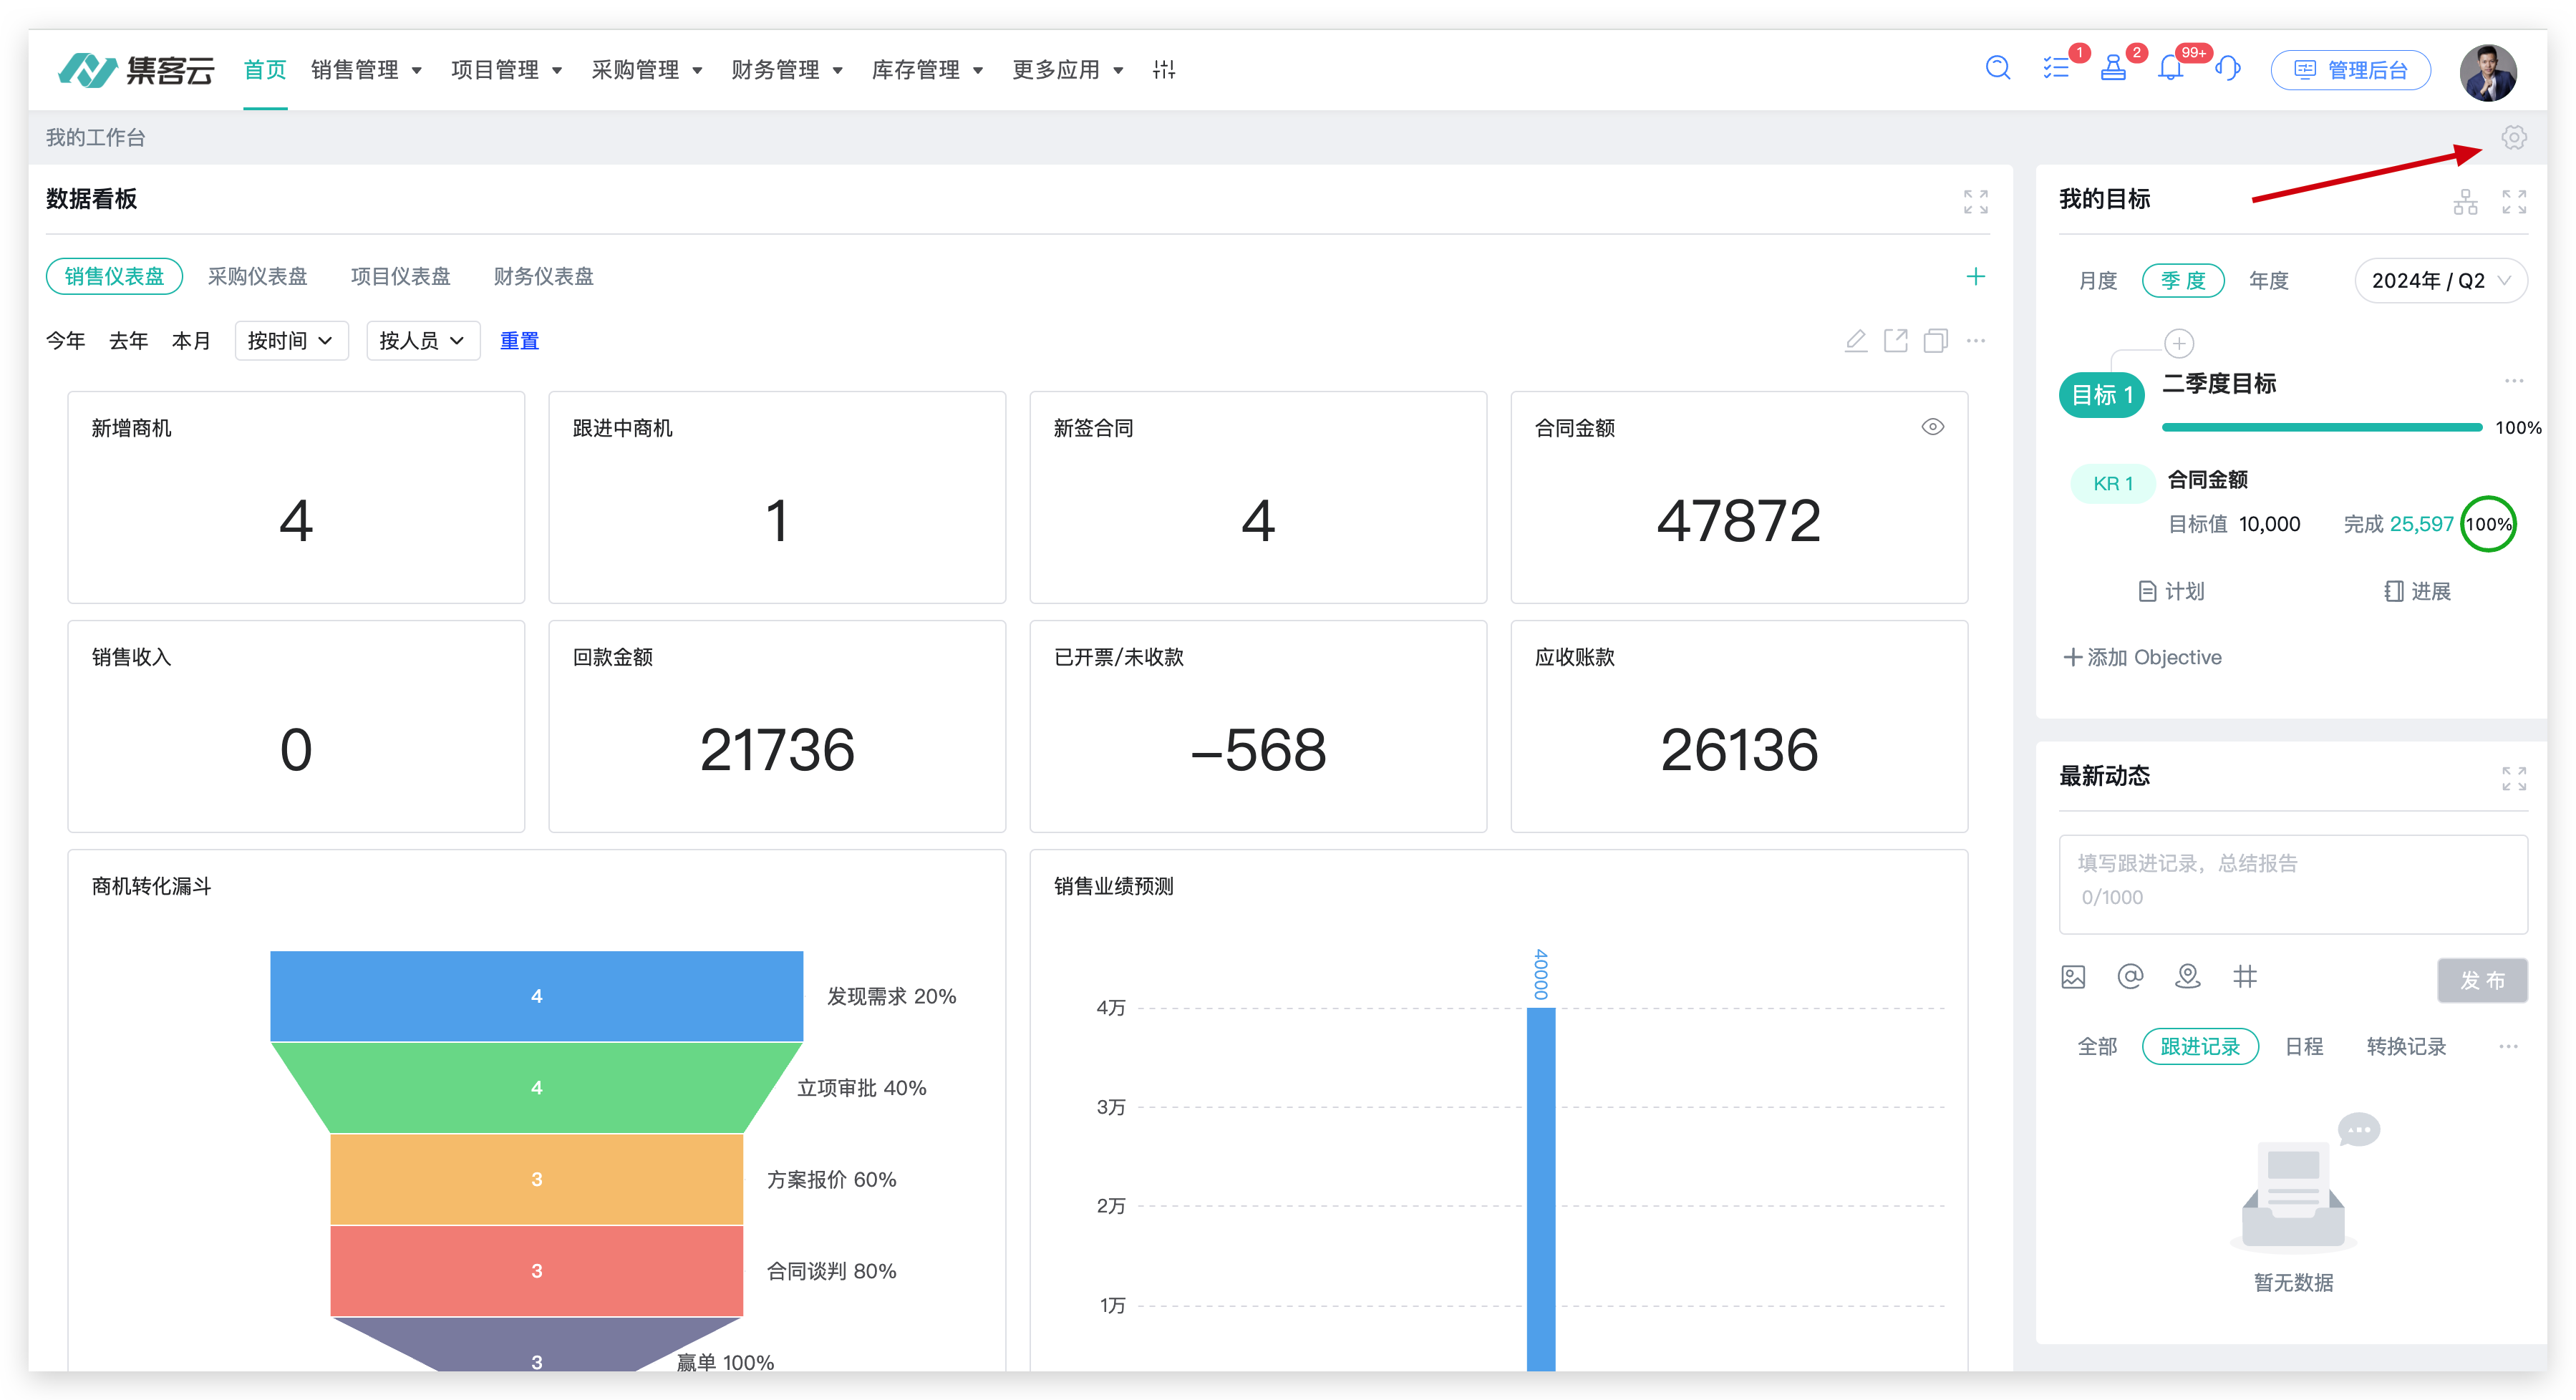 集客云 首页 销售管理 项目管理 采购管理 财务管理 库存管理 更多应用 1 2 99+ 管理后台
我的工作台
数据看板
销售仪表盘 采购仪表盘 项目仪表盘 财务仪表盘
今年 去年 本月 按时间 按人员 重置
新增商机
4
跟进中商机
1
新签合同
4
合同金额
47872
销售收入
0
回款金额
21736
已开票/未收款
-568
应收账款
26136
商机转化漏斗
4 发现需求 20%
4 立项审批 40%
3 方案报价 60%
3 合同谈判 80%
3 赢单 100%
销售业绩预测
40000
4万
3万
2万
1万
我的目标
月度 季度 年度 2024年 / Q2
目标 1 二季度目标
100%
KR 1 合同金额
目标值 10,000 完成 25,597 100%
计划 进展
添加 Objective
最新动态
填写跟进记录，总结报告
0/1000
发布
全部 跟进记录 日程 转换记录
暂无数据